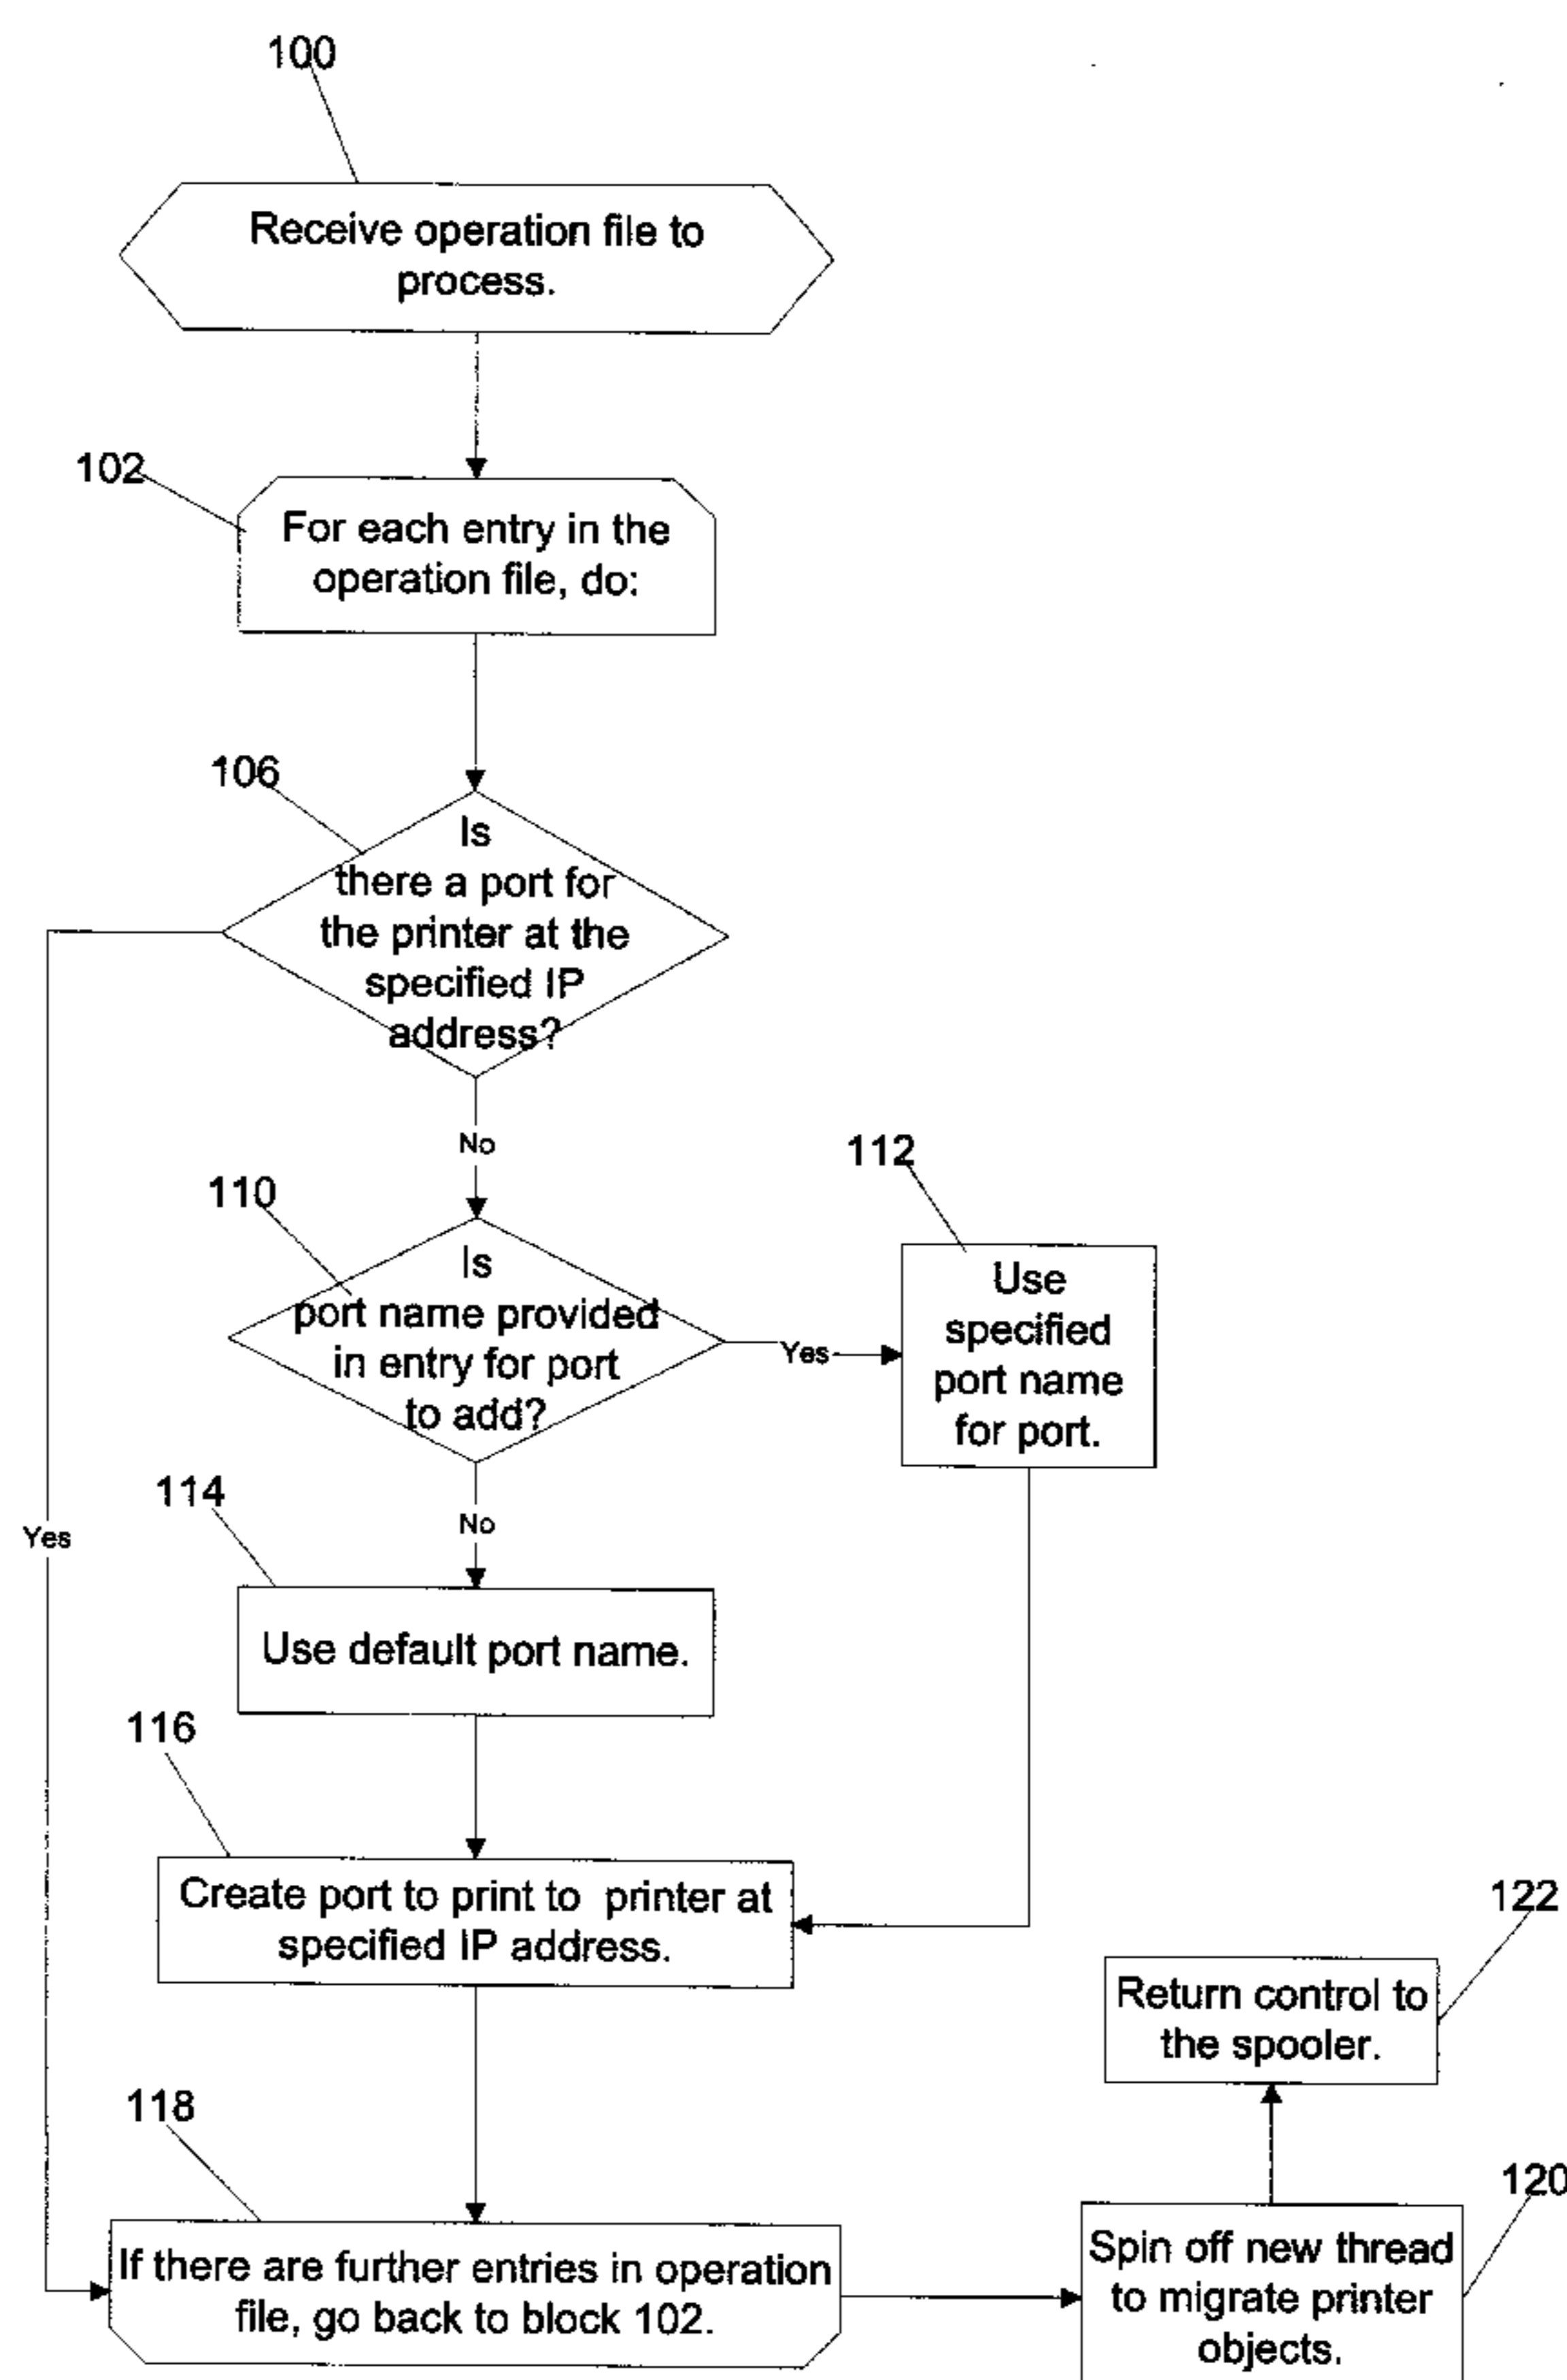 100
Receive operation file to
process.
102
For each entry in the
operation file, do:
106
Is
there a port for
the printer at the
specified IP
address?
No
112
110
Is
port name provided
in entry for port
to add?
Yes
Use
specified
port name
for port.
114
No
Yes
Use default port name.
116
Create port to print to printer at
specified IP address.
122
Return control to
the spooler.
118
120
If there are further entries in operation
file, go back to block 102.
Spin off new thread
to migrate printer
objects.